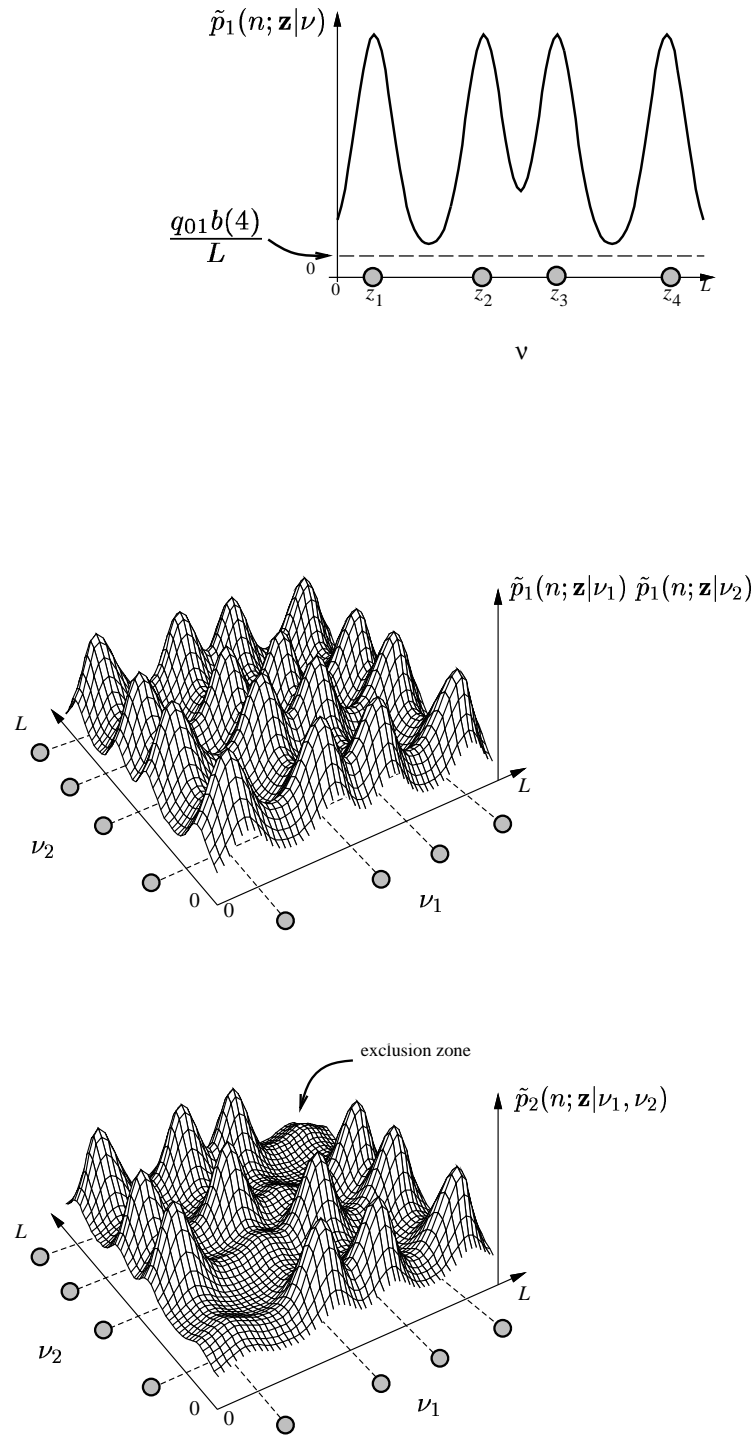 p̃₁(n; z|ν)
q₀₁b(4)
L
0
0 z₁ z₂ z₃ z₄ L
ν
p̃₁(n; z|ν₁) p̃₁(n; z|ν₂)
L
L
ν₂
0
0
ν₁
exclusion zone
p̃₂(n; z|ν₁, ν₂)
L
L
ν₂
0
0
ν₁